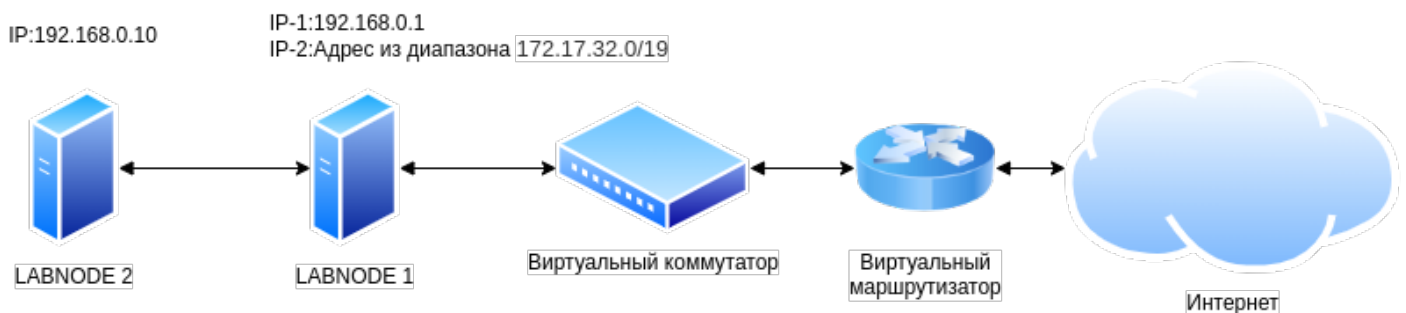 IP:192.168.0.10
IP-1:192.168.0.1
IP-2:Адрес из диапазона 172.17.32.0/19
LABNODE 2
LABNODE 1
Виртуальный коммутатор
Виртуальный
маршрутизатор
Интернет